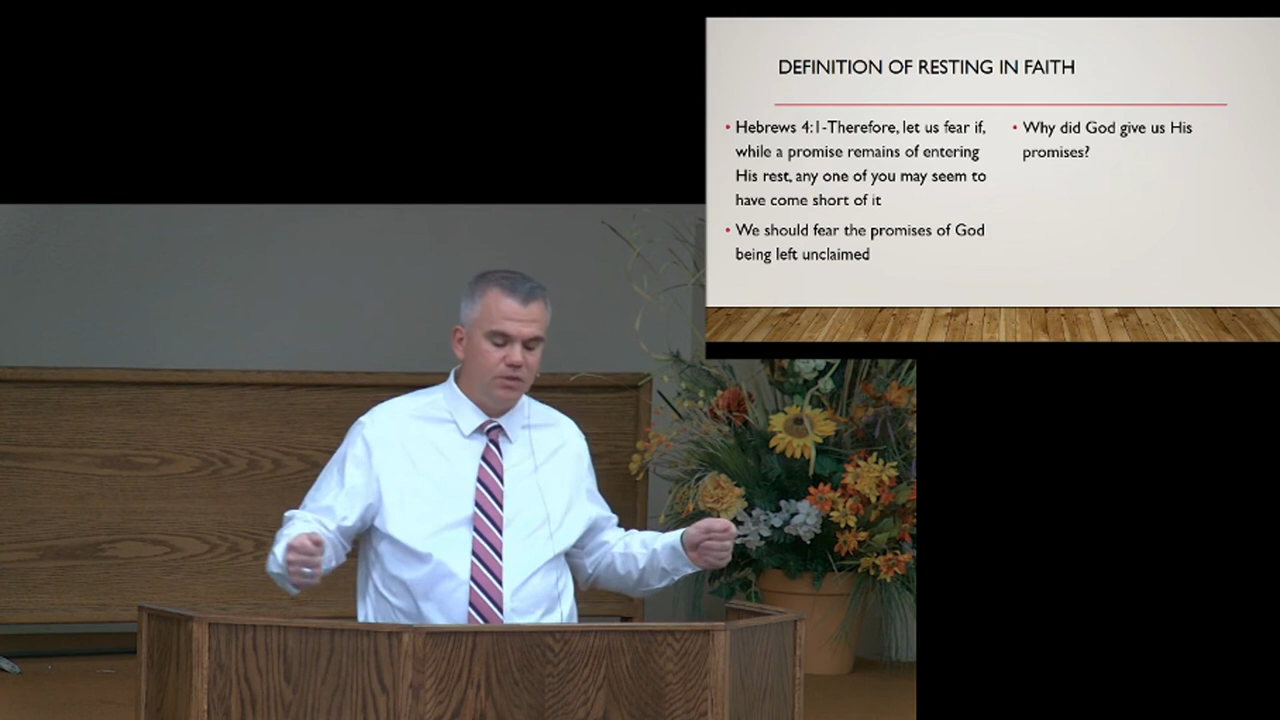 DEFINITION OF RESTING IN FAITH
• Hebrews 4:1-Therefore, let us fear if,
while a promise remains of entering
His rest, any one of you may seem to
have come short of it
• We should fear the promises of God
being left unclaimed
• Why did God give us His
promises?